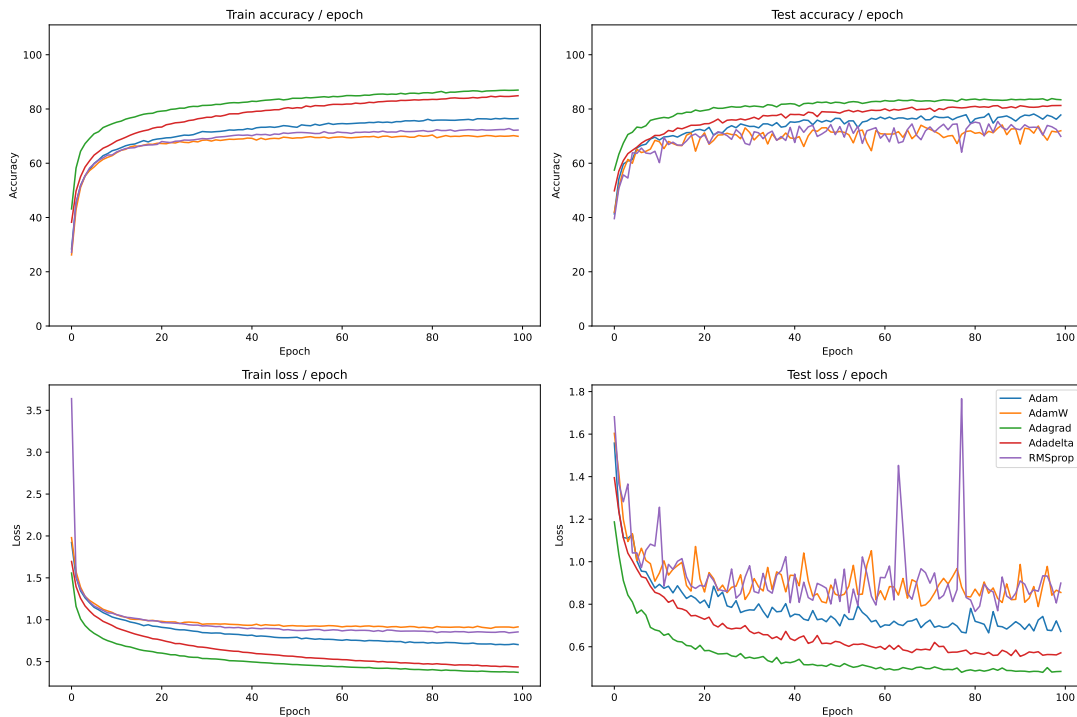 Train accuracy / epoch
Accuracy
100
80
60
40
20
0
0 20 40 60 80 100
Epoch
Test accuracy / epoch
Accuracy
100
80
60
40
20
0
0 20 40 60 80 100
Epoch
Train loss / epoch
Loss
3.5
3.0
2.5
2.0
1.5
1.0
0.5
0 20 40 60 80 100
Epoch
Test loss / epoch
Loss
1.8
1.6
1.4
1.2
1.0
0.8
0.6
0 20 40 60 80 100
Epoch
Adam
AdamW
Adagrad
Adadelta
RMSprop